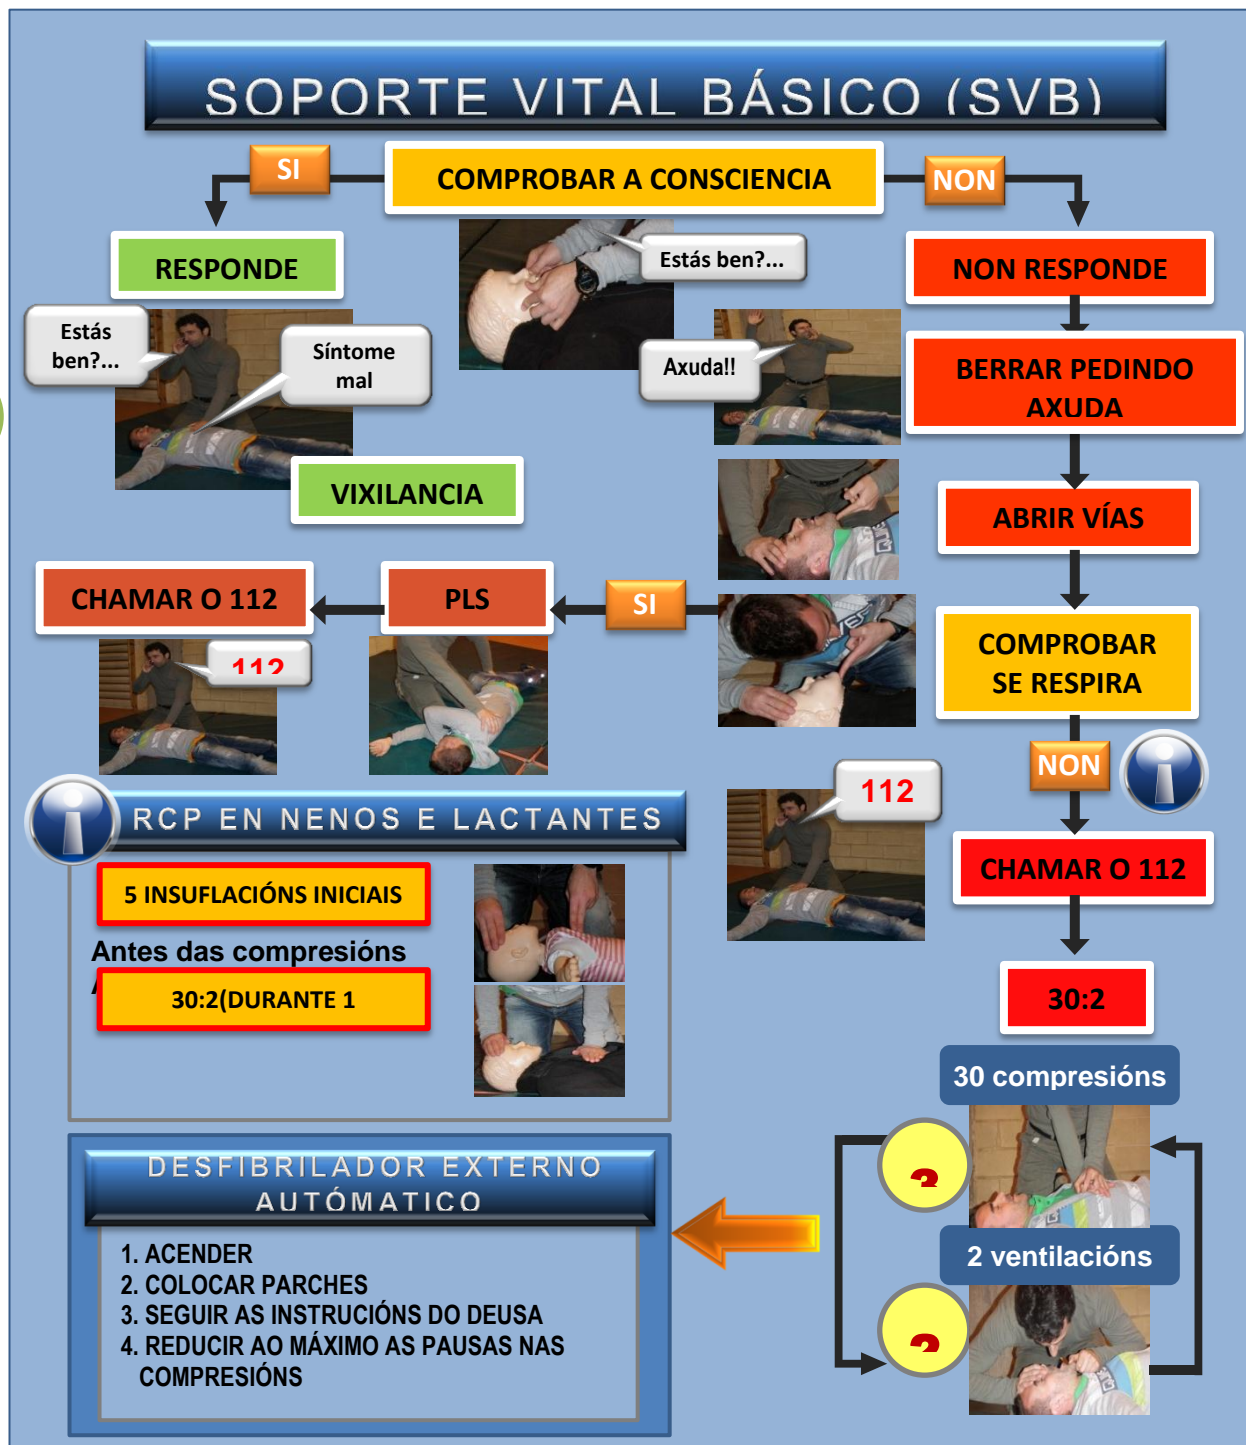 SOPORTE VITAL BÁSICO (SVB)
SI
COMPROBAR A CONSCIENCIA
NON
RESPONDE
Estás ben?...
NON RESPONDE
Estás
ben?...
Síntome
mal
Axuda!!
BERRAR PEDINDO
AXUDA
VIXILANCIA
ABRIR VÍAS
CHAMAR O 112
PLS
SI
COMPROBAR
SE RESPIRA
112
NON
112
CHAMAR O 112
RCP EN NENOS E LACTANTES
5 INSUFLACIÓNS INICIAIS
Antes das compresións
30:2(DURANTE 1
30:2
30 compresións
2 ventilacións
DESFIBRILADOR EXTERNO
AUTÓMATICO
1. ACENDER
2. COLOCAR PARCHES
3. SEGUIR AS INSTRUCIÓNS DO DEUSA
4. REDUCIR AO MÁXIMO AS PAUSAS NAS
COMPRESIÓNS